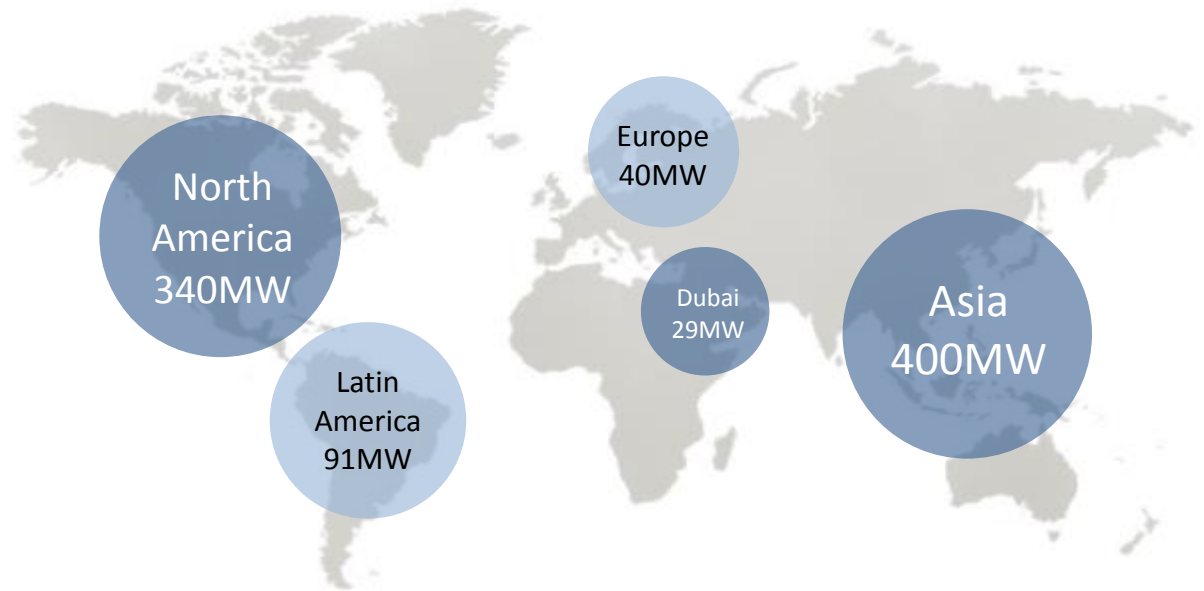 North
America
340MW
Latin
America
91MW
Europe
40MW
Dubai
29MW
Asia
400MW